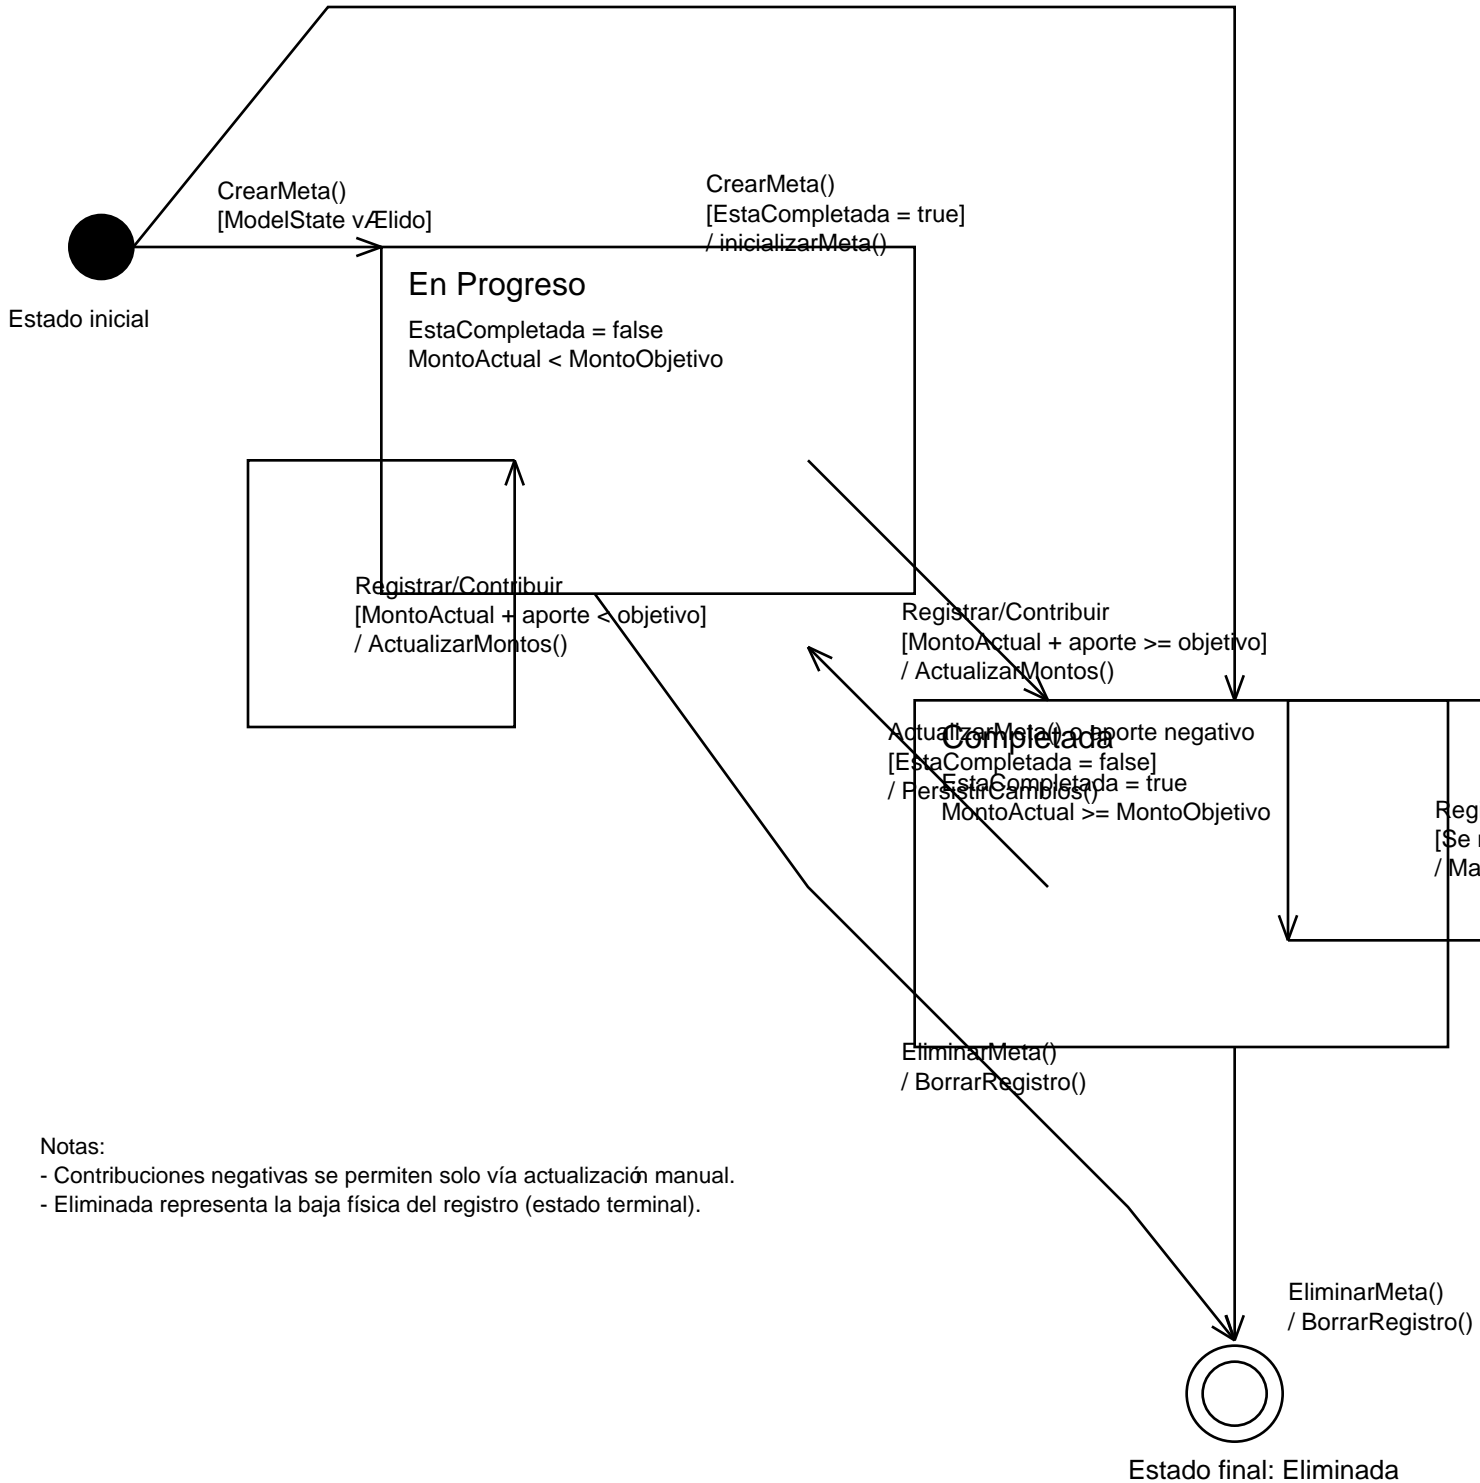 CrearMeta()
[ModelState vÆlido]
CrearMeta()
[EstaCompletada = true]
/ inicializarMeta()
Estado inicial
En Progreso
EstaCompletada = false
MontoActual < MontoObjetivo
Registrar/Contribuir
[MontoActual + aporte < objetivo]
/ ActualizarMontos()
Registrar/Contribuir
[MontoActual + aporte >= objetivo]
/ ActualizarMontos()
ActualizarMeta() o aporte negativo
[EstaCompletada = false]
/ PersistirCambios()
Completada
EstaCompletada = true
MontoActual >= MontoObjetivo
Reg
[Se
/ Ma
EliminarMeta()
/ BorrarRegistro()
Notas:
- Contribuciones negativas se permiten solo vía actualización manual.
- Eliminada representa la baja física del registro (estado terminal).
EliminarMeta()
/ BorrarRegistro()
Estado final: Eliminada